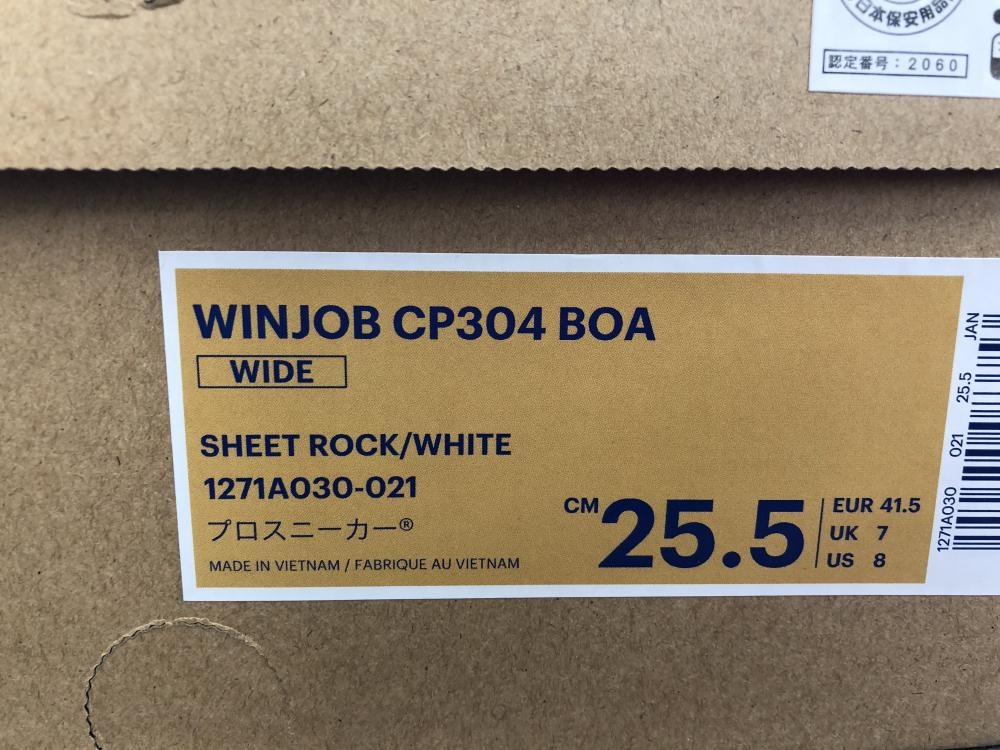 日本保安用品
認定番号：2060
WINJOB CP304 BOA
WIDE
SHEET ROCK/WHITE
1271A030-021
プロスニーカー®
MADE IN VIETNAM / FABRIQUE AU VIETNAM
CM 25.5
EUR 41.5
UK 7
US 8
1271A030 021 25.5 JAN